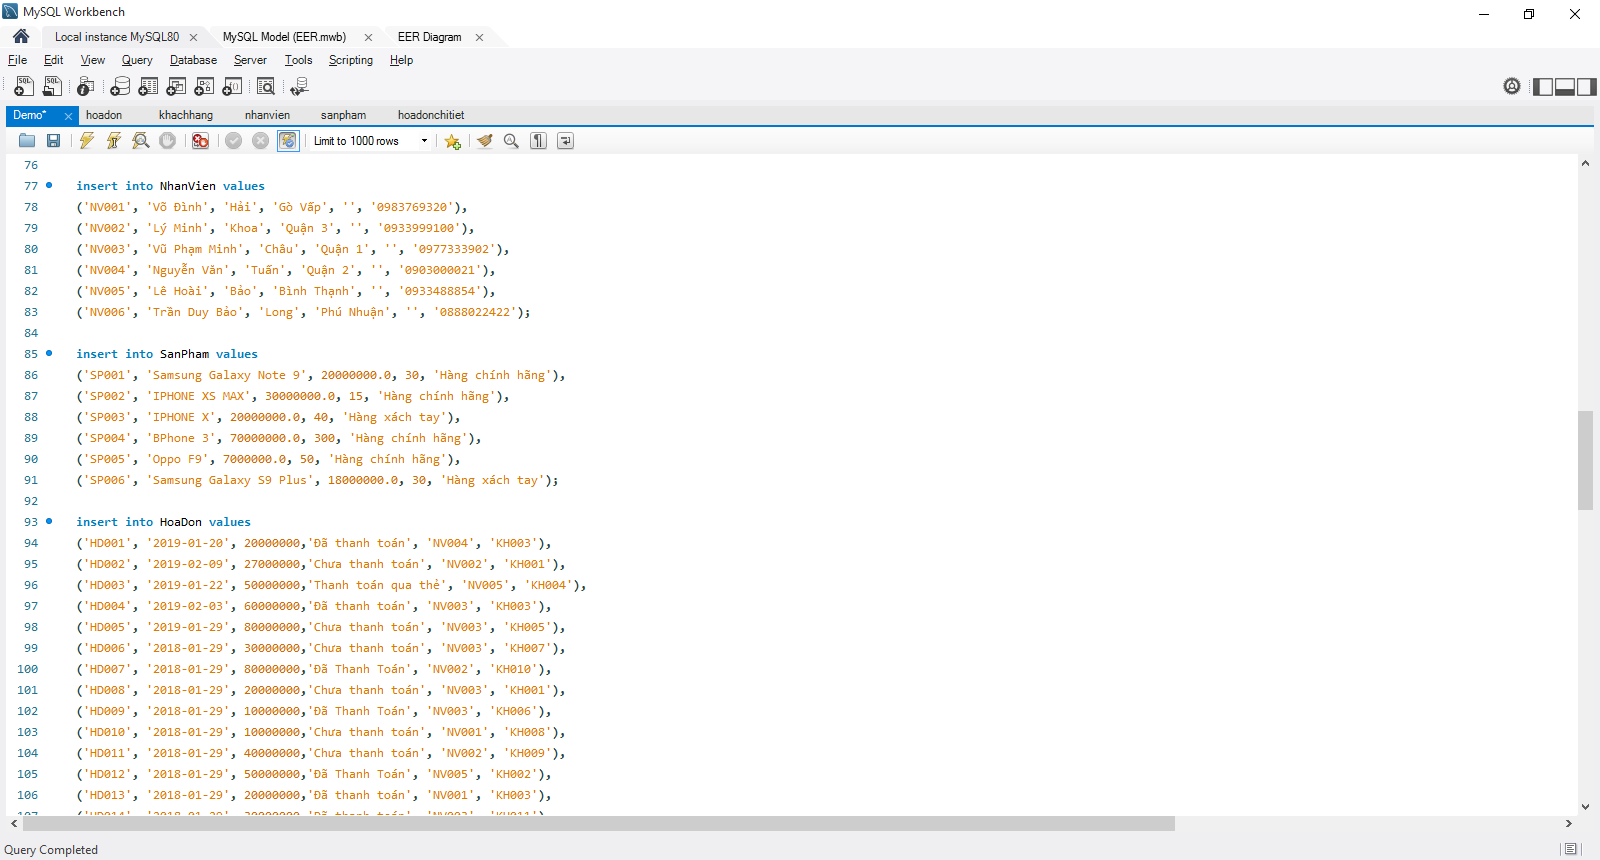 MySQL Workbench
Local instance MySQL80
MySQL Model (EER.mwb)
EER Diagram
File Edit View Query Database Server Tools Scripting Help
Demo* hoadon khachhang nhanvien sanpham hoadonchitiet
Limit to 1000 rows
76
77 insert into NhanVien values
78 ('NV001', 'Võ Đình', 'Hải', 'Gò Vấp', '', '0983769320'),
79 ('NV002', 'Lý Minh', 'Khoa', 'Quận 3', '', '0933999100'),
80 ('NV003', 'Vũ Phạm Minh', 'Châu', 'Quận 1', '', '0977333902'),
81 ('NV004', 'Nguyễn Văn', 'Tuấn', 'Quận 2', '', '0903000021'),
82 ('NV005', 'Lê Hoài', 'Bảo', 'Bình Thạnh', '', '0933488854'),
83 ('NV006', 'Trần Duy Bảo', 'Long', 'Phú Nhuận', '', '0888022422');
84
85 insert into SanPham values
86 ('SP001', 'Samsung Galaxy Note 9', 20000000.0, 30, 'Hàng chính hãng'),
87 ('SP002', 'IPHONE XS MAX', 30000000.0, 15, 'Hàng chính hãng'),
88 ('SP003', 'IPHONE X', 20000000.0, 40, 'Hàng xách tay'),
89 ('SP004', 'BPhone 3', 70000000.0, 300, 'Hàng chính hãng'),
90 ('SP005', 'Oppo F9', 7000000.0, 50, 'Hàng chính hãng'),
91 ('SP006', 'Samsung Galaxy S9 Plus', 18000000.0, 30, 'Hàng xách tay');
92
93 insert into HoaDon values
94 ('HD001', '2019-01-20', 20000000,'Đã thanh toán', 'NV004', 'KH003'),
95 ('HD002', '2019-02-09', 27000000,'Chưa thanh toán', 'NV002', 'KH001'),
96 ('HD003', '2019-01-22', 50000000,'Thanh toán qua thẻ', 'NV005', 'KH004'),
97 ('HD004', '2019-02-03', 60000000,'Đã thanh toán', 'NV003', 'KH003'),
98 ('HD005', '2019-01-29', 80000000,'Chưa thanh toán', 'NV003', 'KH005'),
99 ('HD006', '2018-01-29', 30000000,'Chưa thanh toán', 'NV003', 'KH007'),
100 ('HD007', '2018-01-29', 80000000,'Đã Thanh Toán', 'NV002', 'KH010'),
101 ('HD008', '2018-01-29', 20000000,'Chưa thanh toán', 'NV003', 'KH001'),
102 ('HD009', '2018-01-29', 10000000,'Đã Thanh Toán', 'NV003', 'KH006'),
103 ('HD010', '2018-01-29', 10000000,'Chưa thanh toán', 'NV001', 'KH008'),
104 ('HD011', '2018-01-29', 40000000,'Chưa thanh toán', 'NV002', 'KH009'),
105 ('HD012', '2018-01-29', 50000000,'Đã Thanh Toán', 'NV005', 'KH002'),
106 ('HD013', '2018-01-29', 20000000,'Đã thanh toán', 'NV001', 'KH003'),
Query Completed